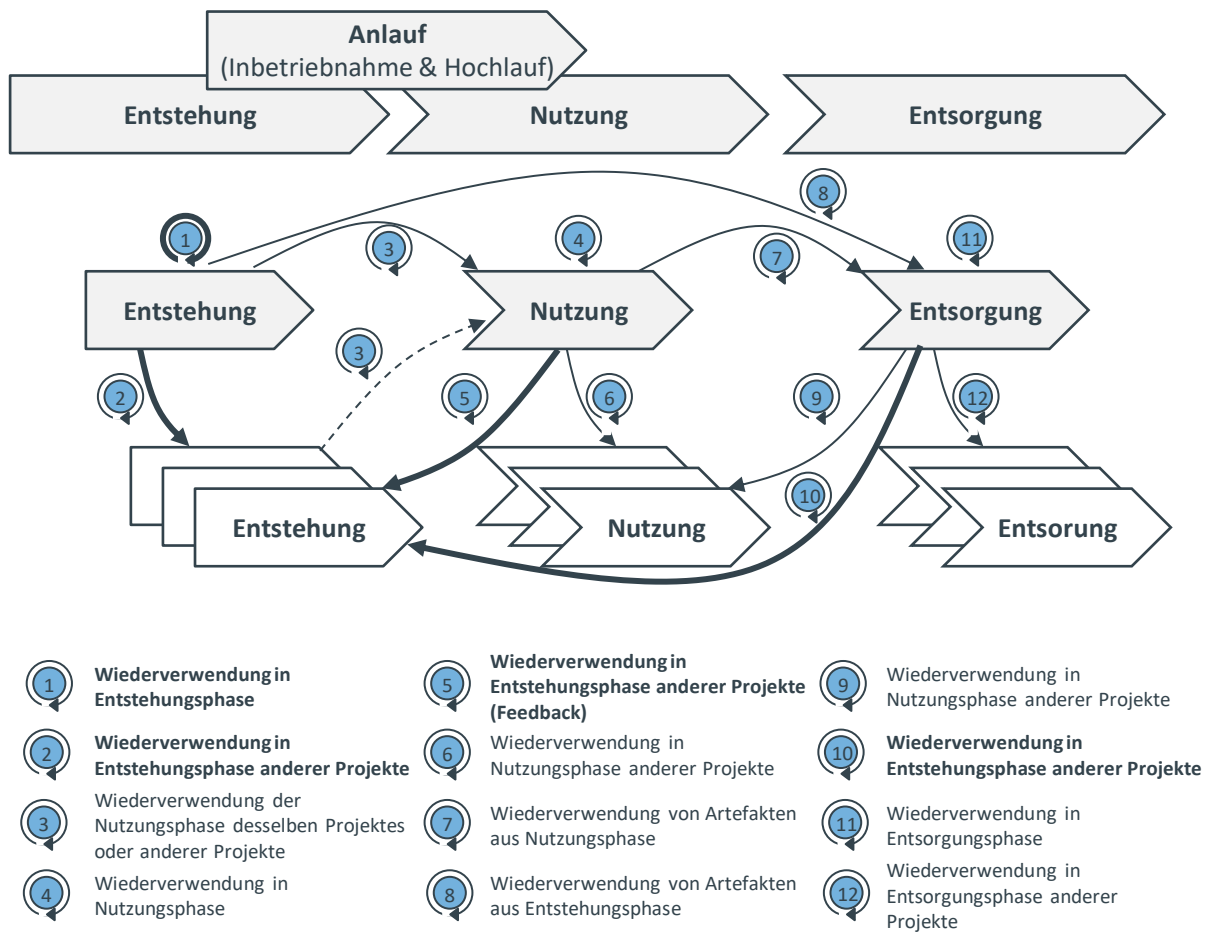 Anlauf
(Inbetriebnahme & Hochlauf)
Entstehung
Nutzung
Entsorgung
8
1
3
4
7
11
Entstehung
Nutzung
Entsorgung
3
2
5
6
9
12
10
Entstehung
Nutzung
Entsorung
1
Wiederverwendung in
Entstehungsphase
2
Wiederverwendung in
Entstehungsphase anderer Projekte
3
Wiederverwendung der
Nutzungsphase desselben Projektes
oder anderer Projekte
4
Wiederverwendung in
Nutzungsphase
5
Wiederverwendung in
Entstehungsphase anderer Projekte
(Feedback)
6
Wiederverwendung in
Nutzungsphase anderer Projekte
7
Wiederverwendung von Artefakten
aus Nutzungsphase
8
Wiederverwendung von Artefakten
aus Entstehungsphase
9
Wiederverwendung in
Nutzungsphase anderer Projekte
10
Wiederverwendung in
Entstehungsphase anderer Projekte
11
Wiederverwendung in
Entsorgungsphase
12
Wiederverwendung in
Entsorgungsphase anderer
Projekte